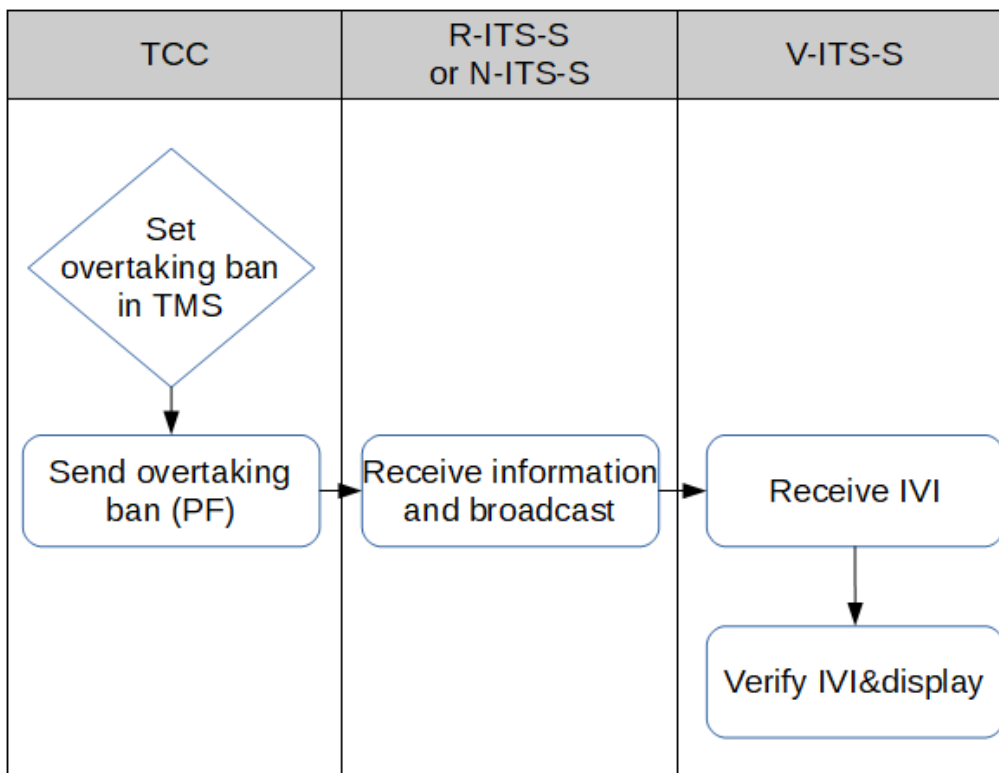 TCC
R-ITS-S
or N-ITS-S
V-ITS-S
Set
overtaking ban
in TMS
Send overtaking
ban (PF)
Receive information
and broadcast
Receive IVI
Verify IVI&display